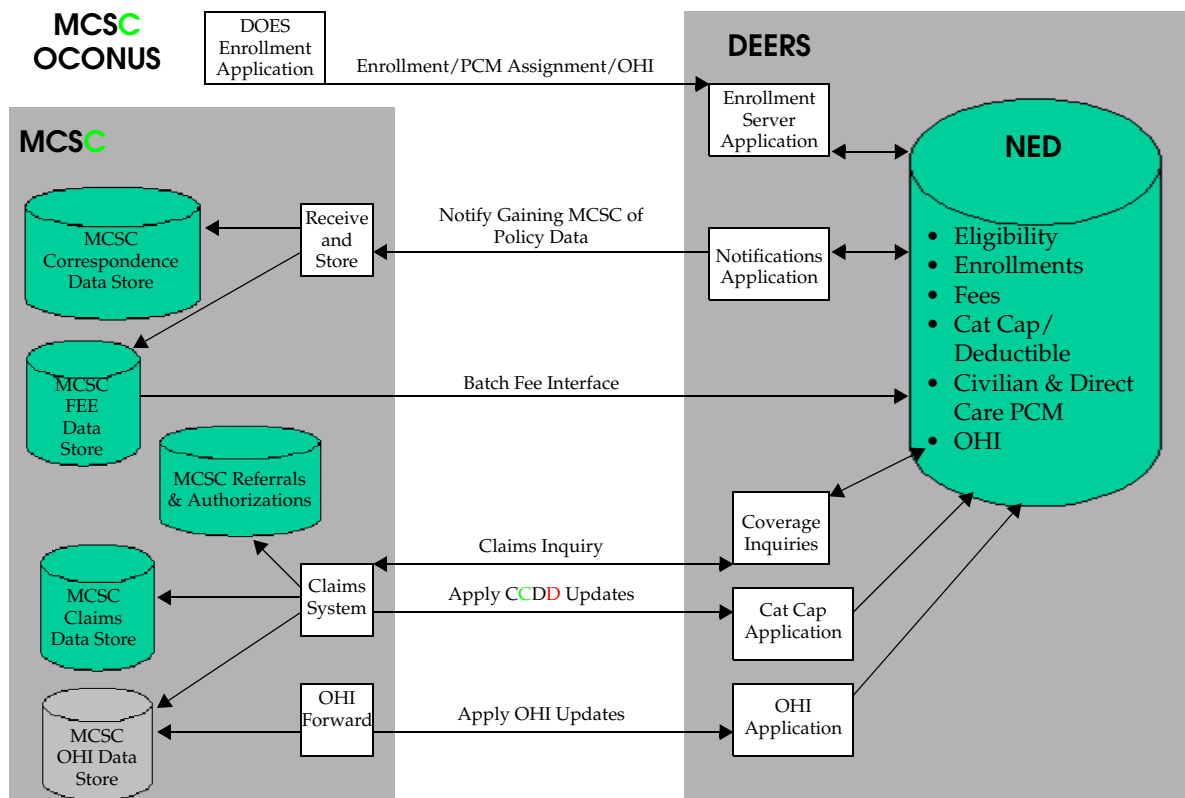 MCSC
OCONUS
DOES
Enrollment
Application
Enrollment/PCM Assignment/OHI
DEERS
Enrollment
Server
Application
MCSC
NED
MCSC
Correspondence
Data Store
Receive
and
Store
Notify Gaining MCSC of
Policy Data
Notifications
Application
• Eligibility
• Enrollments
• Fees
• Cat Cap/
Deductible
• Civilian & Direct
Care PCM
• OHI
MCSC
FEE
Data
Store
Batch Fee Interface
MCSC Referrals
& Authorizations
Coverage
Inquiries
Claims Inquiry
MCSC
Claims
Data Store
Claims
System
Apply CCDD Updates
Cat Cap
Application
MCSC
OHI Data
Store
OHI
Forward
Apply OHI Updates
OHI
Application